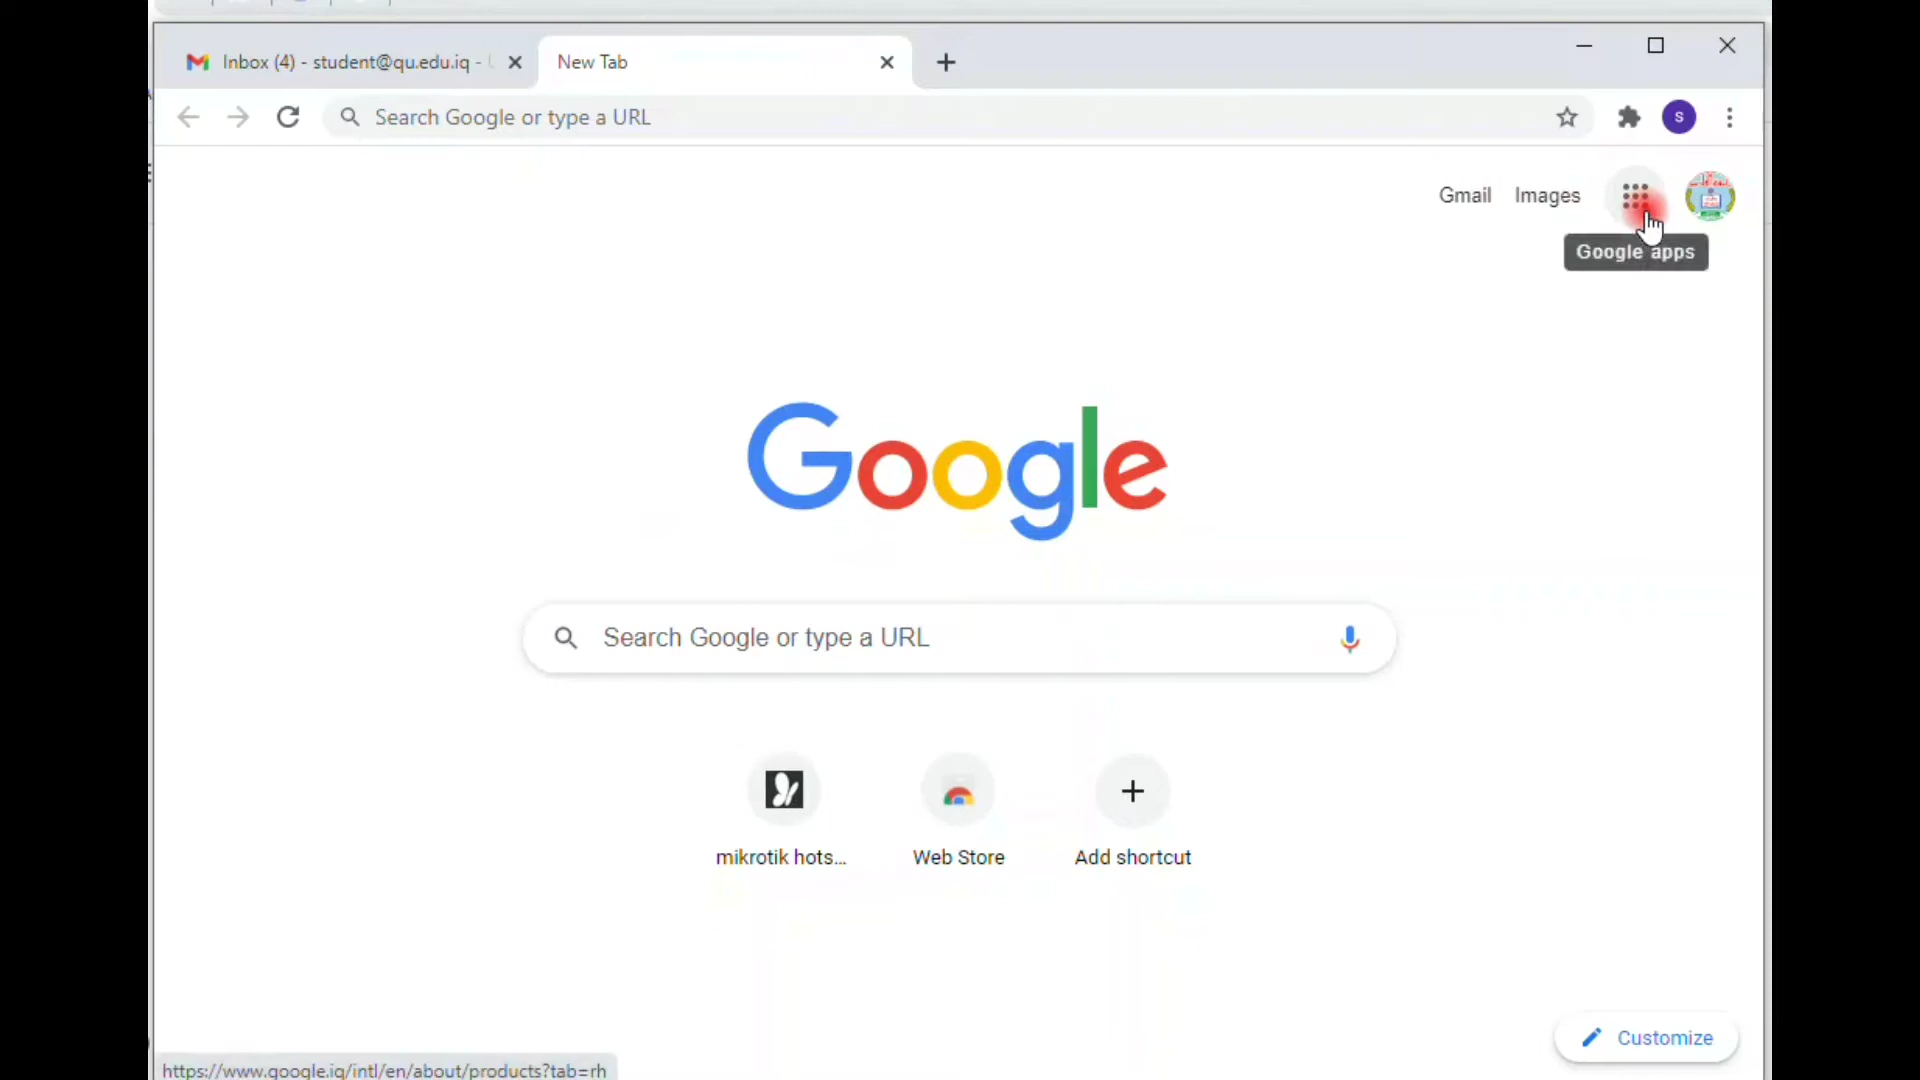 Inbox (4) - student@qu.edu.iq -
New Tab
Search Google or type a URL
S
Gmail
Images
Google apps
Google
Search Google or type a URL
mikrotik hots...
Web Store
Add shortcut
Customize
https://www.google.iq/intl/en/about/products?tab=rh